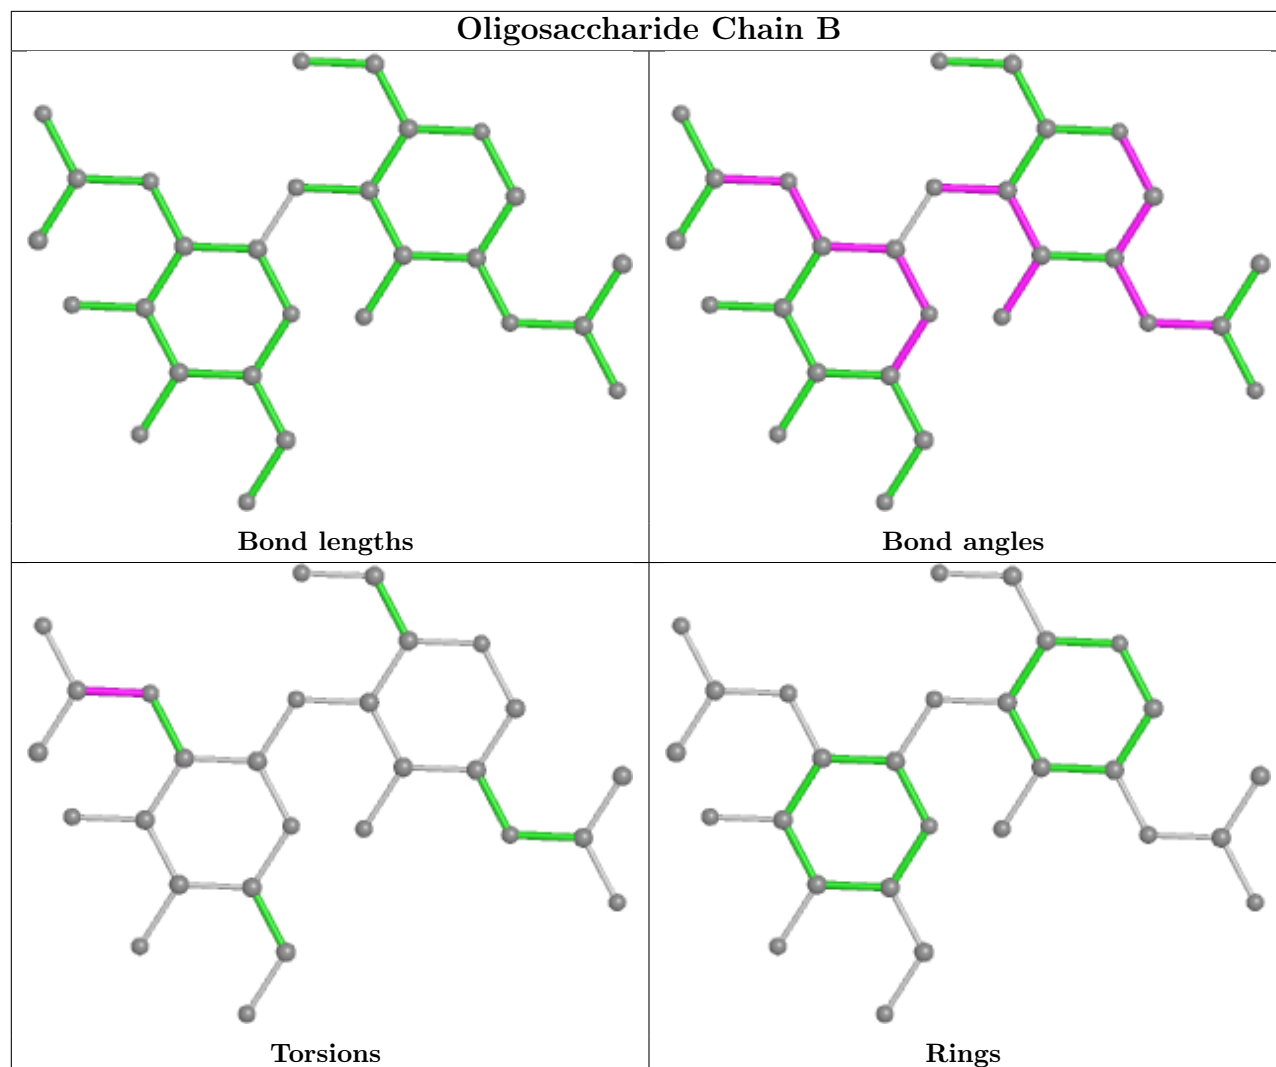 Oligosaccharide Chain B
Bond lengths
Bond angles
Torsions
Rings